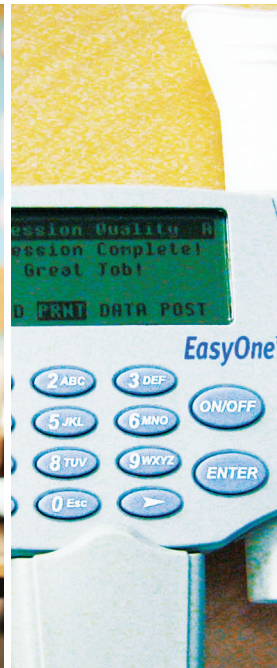 ession Quality A
ession Complete!
Great Job!
D PRNT DATA POST
EasyOne
2 ABC 3 DEF
ON/OFF
5 JKL 6 MNO
8 TUV 9 WXYZ
ENTER
0 Esc